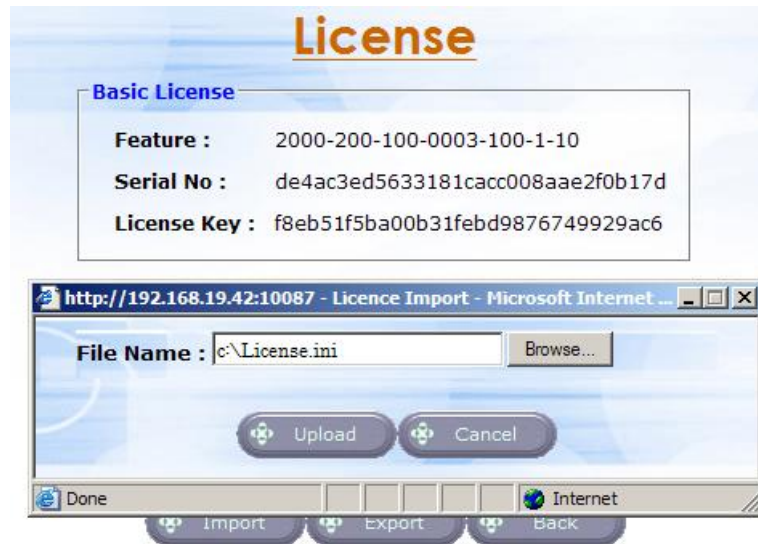 License
Basic License
Feature : 2000-200-100-0003-100-1-10
Serial No : de4ac3ed5633181cacc008aae2f0b17d
License Key : f8eb51f5ba00b31febd9876749929ac6
http://192.168.19.42:10087 - Licence Import - Microsoft Internet ...
File Name : c:\License.ini Browse...
Upload Cancel
Done Internet
Import Export Back